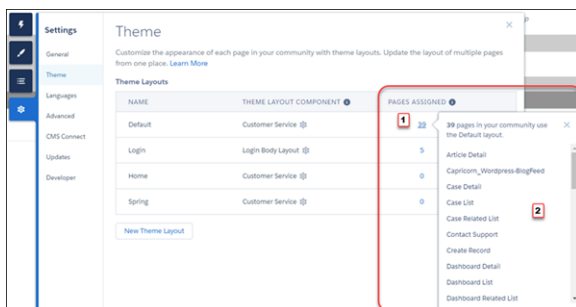 Settings
General
Theme
Languages
Advanced
CMS Connect
Updates
Developer
Theme
Customize the appearance of each page in your community with theme layouts. Update the layout of multiple pages
from one place. Learn More
Theme Layouts
NAME THEME LAYOUT COMPONENT PAGES ASSIGNED
Default Customer Service 1 39
Login Login Body Layout 5
Home Customer Service 0
Spring Customer Service 0
New Theme Layout
39 pages in your community use
the Default layout.
Article Detail
Capricorn_Wordpress-BlogFeed
Case Detail
Case List
Case Related List
2
Contact Support
Create Record
Dashboard Detail
Dashboard List
Dashboard Related List